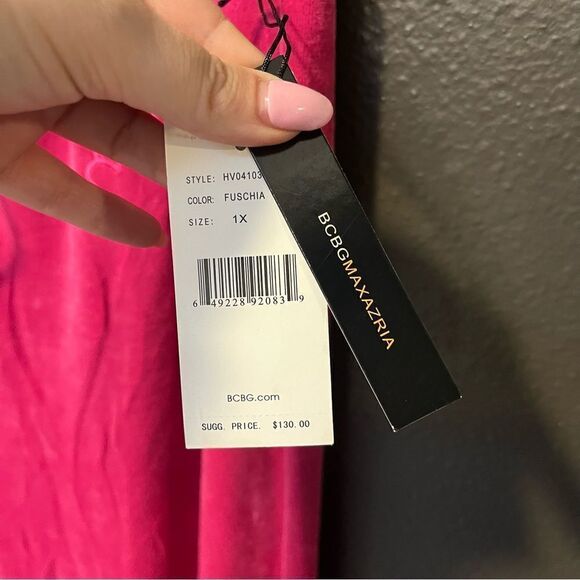 STYLE: HV04103
COLOR: FUSCHIA
SIZE: 1X
6 49228 92083 9
BCBG.com
SUGG. PRICE. $130.00
BCBGMAXAZRIA